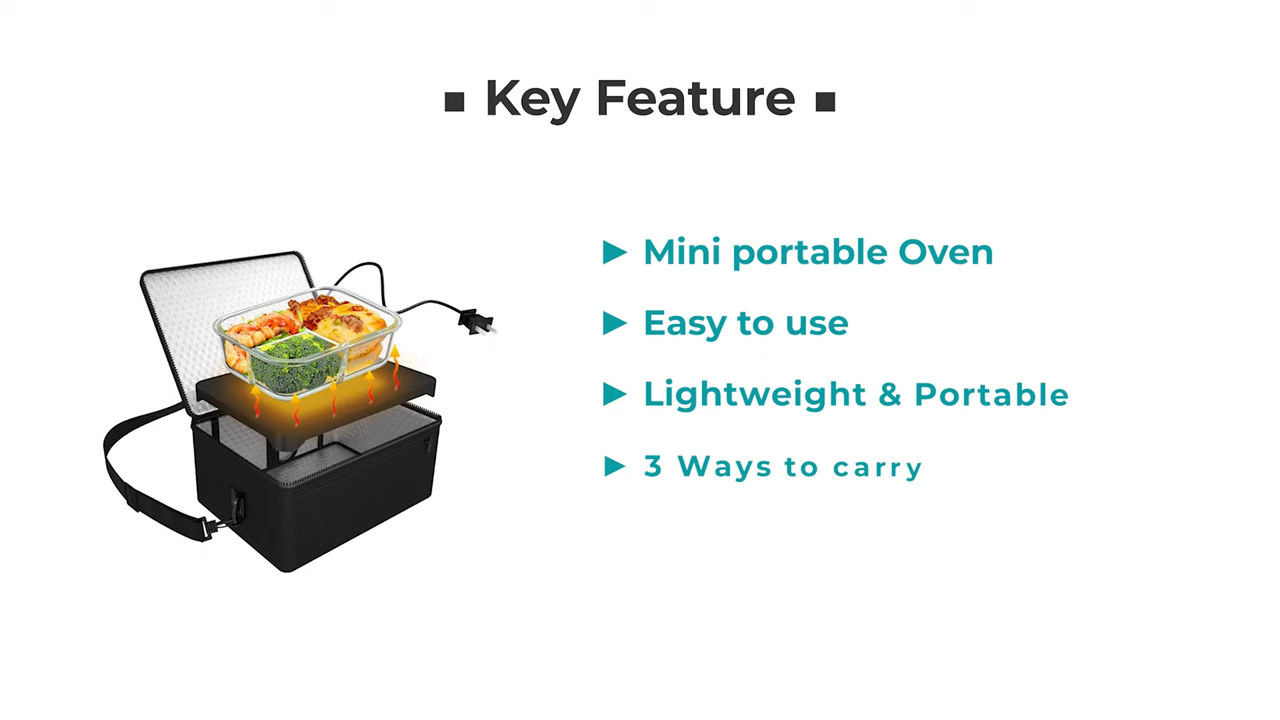 ▪ Key Feature ▪
► Mini portable Oven
► Easy to use
► Lightweight & Portable
► 3 Ways to carry